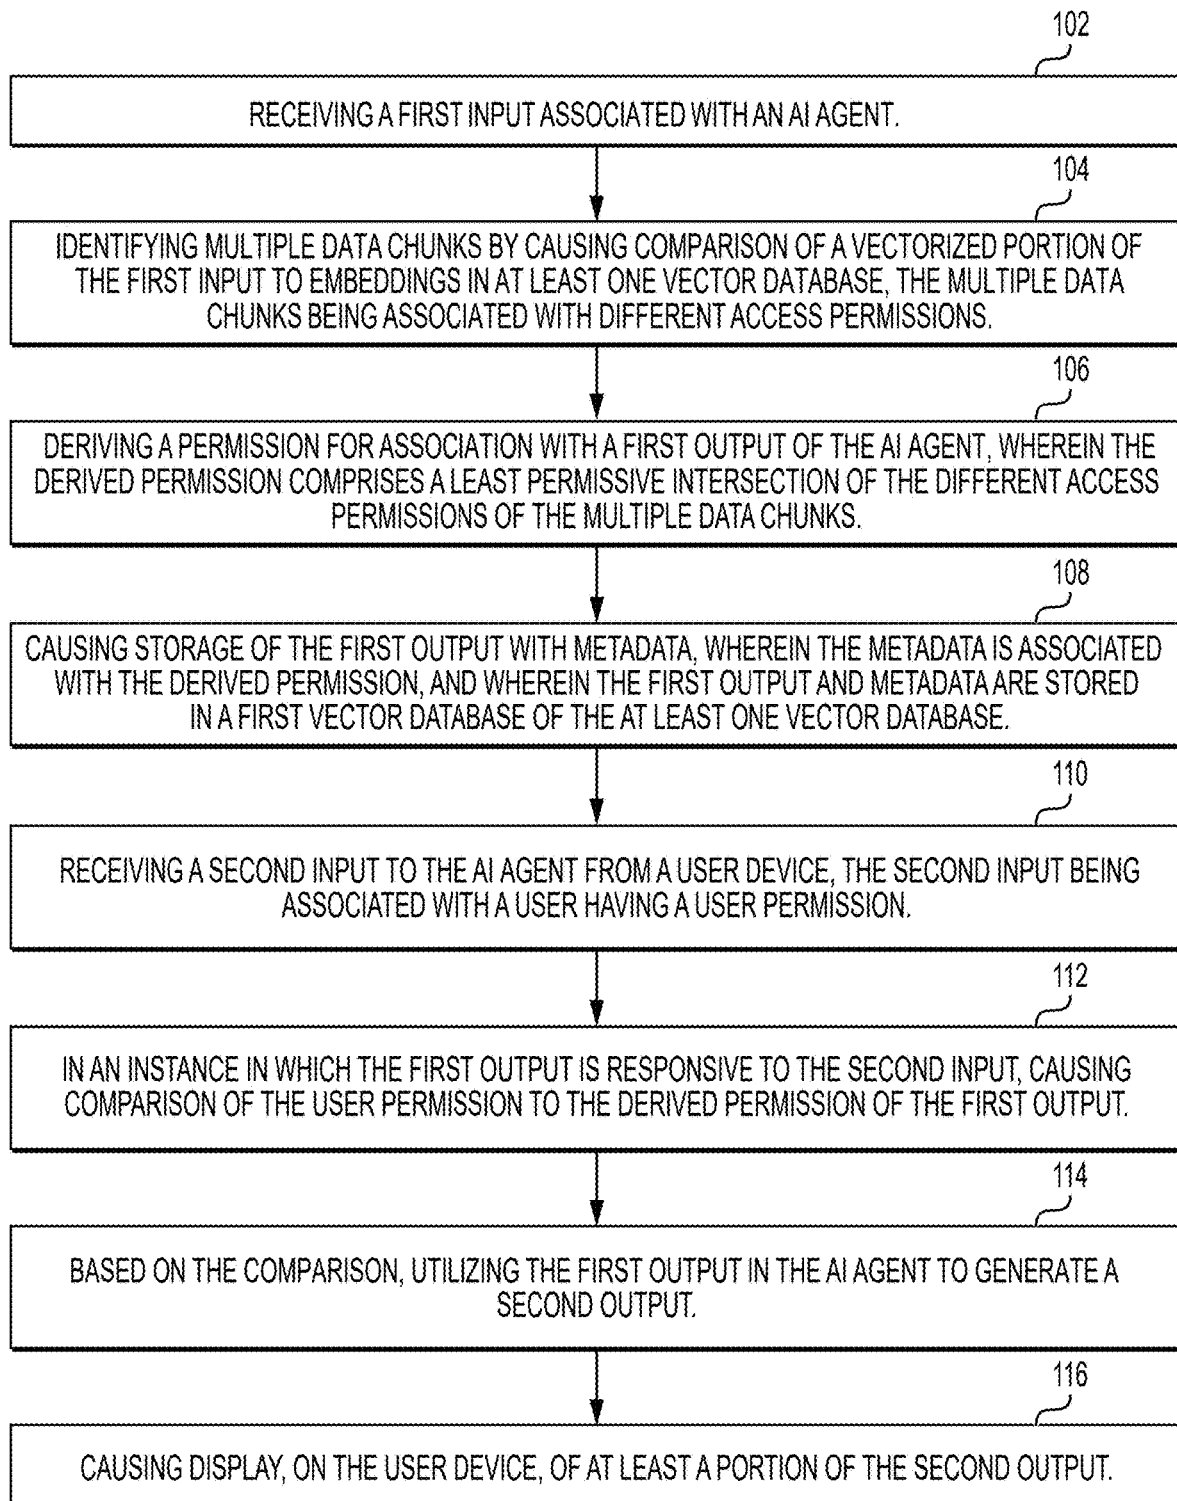 102
RECEIVING A FIRST INPUT ASSOCIATED WITH AN AI AGENT.
104
IDENTIFYING MULTIPLE DATA CHUNKS BY CAUSING COMPARISON OF A VECTORIZED PORTION OF
THE FIRST INPUT TO EMBEDDINGS IN AT LEAST ONE VECTOR DATABASE, THE MULTIPLE DATA
CHUNKS BEING ASSOCIATED WITH DIFFERENT ACCESS PERMISSIONS.
106
DERIVING A PERMISSION FOR ASSOCIATION WITH A FIRST OUTPUT OF THE AI AGENT, WHEREIN THE
DERIVED PERMISSION COMPRISES A LEAST PERMISSIVE INTERSECTION OF THE DIFFERENT ACCESS
PERMISSIONS OF THE MULTIPLE DATA CHUNKS.
108
CAUSING STORAGE OF THE FIRST OUTPUT WITH METADATA, WHEREIN THE METADATA IS ASSOCIATED
WITH THE DERIVED PERMISSION, AND WHEREIN THE FIRST OUTPUT AND METADATA ARE STORED
IN A FIRST VECTOR DATABASE OF THE AT LEAST ONE VECTOR DATABASE.
110
RECEIVING A SECOND INPUT TO THE AI AGENT FROM A USER DEVICE, THE SECOND INPUT BEING
ASSOCIATED WITH A USER HAVING A USER PERMISSION.
112
IN AN INSTANCE IN WHICH THE FIRST OUTPUT IS RESPONSIVE TO THE SECOND INPUT, CAUSING
COMPARISON OF THE USER PERMISSION TO THE DERIVED PERMISSION OF THE FIRST OUTPUT.
114
BASED ON THE COMPARISON, UTILIZING THE FIRST OUTPUT IN THE AI AGENT TO GENERATE A
SECOND OUTPUT.
116
CAUSING DISPLAY, ON THE USER DEVICE, OF AT LEAST A PORTION OF THE SECOND OUTPUT.